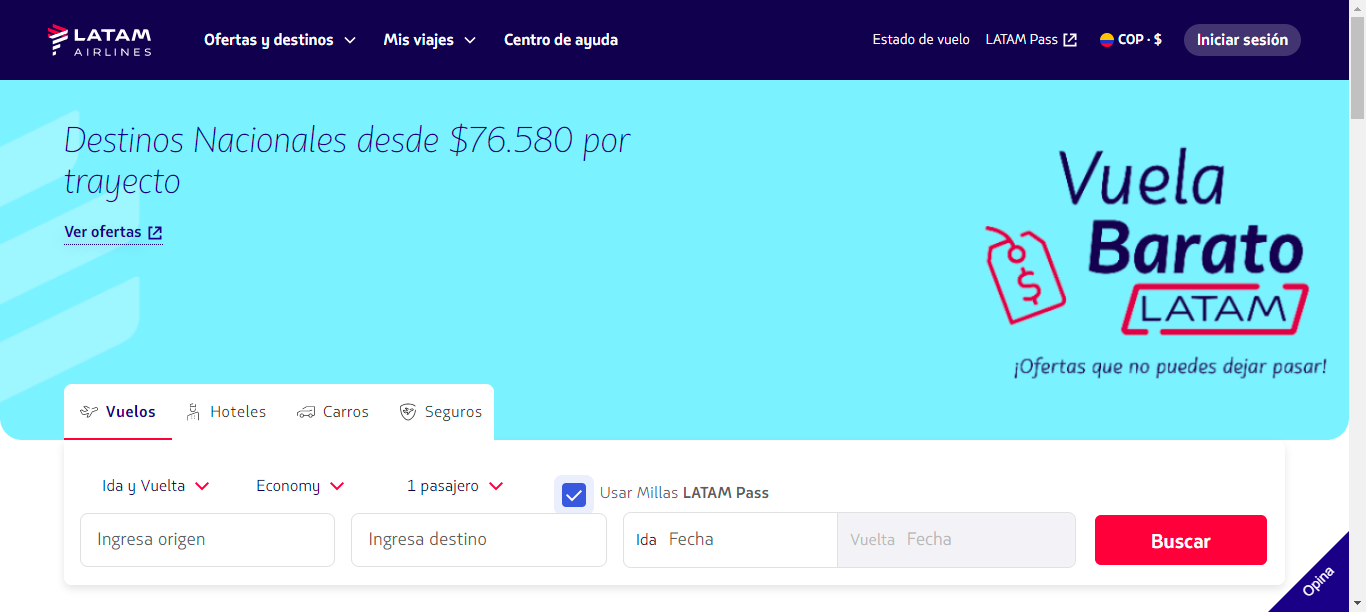 LATAM
AIRLINES
Ofertas y destinos
Mis viajes
Centro de ayuda
Estado de vuelo
LATAM Pass
COP · $
Iniciar sesión
Destinos Nacionales desde $76.580 por
trayecto
Ver ofertas
Vuela
Barato
$
LATAM
¡Ofertas que no puedes dejar pasar!
Vuelos
Hoteles
Carros
Seguros
Ida y Vuelta
Economy
1 pasajero
Usar Millas LATAM Pass
Ingresa origen
Ingresa destino
Ida Fecha
Vuelta Fecha
Buscar
Opina